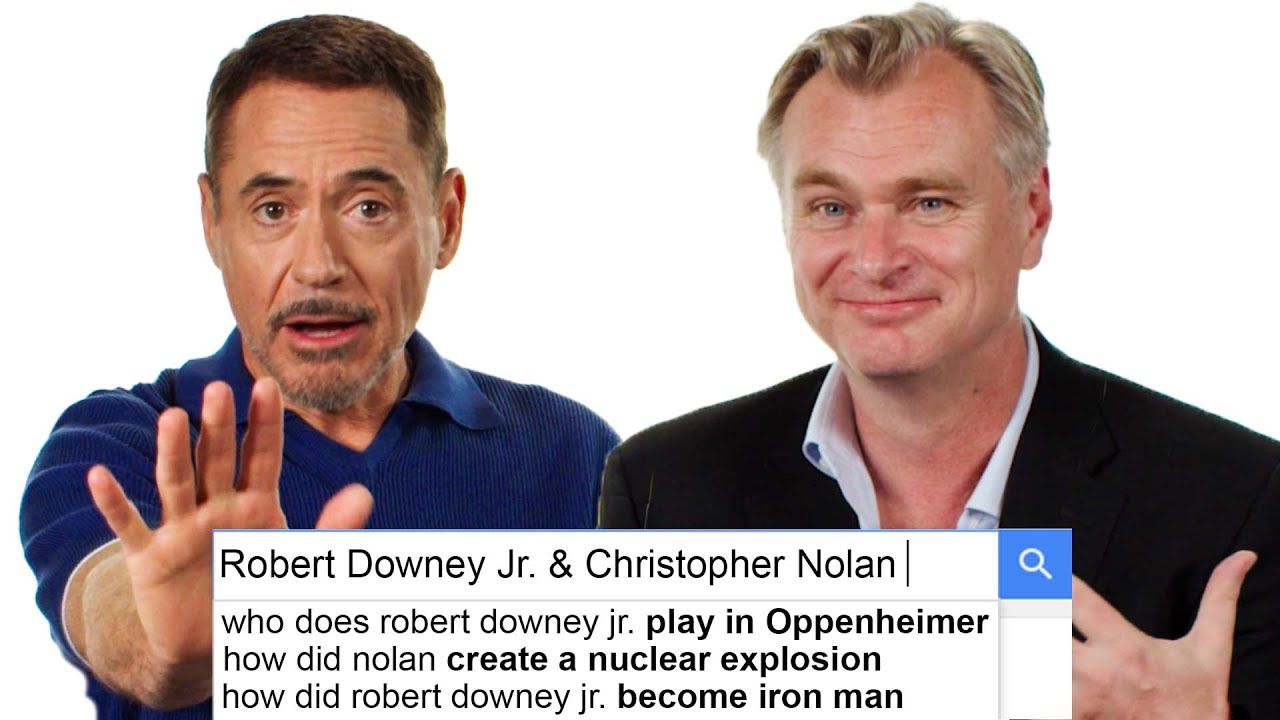 Robert Downey Jr. & Christopher Nolan
who does robert downey jr. play in Oppenheimer
how did nolan create a nuclear explosion
how did robert downey jr. become iron man